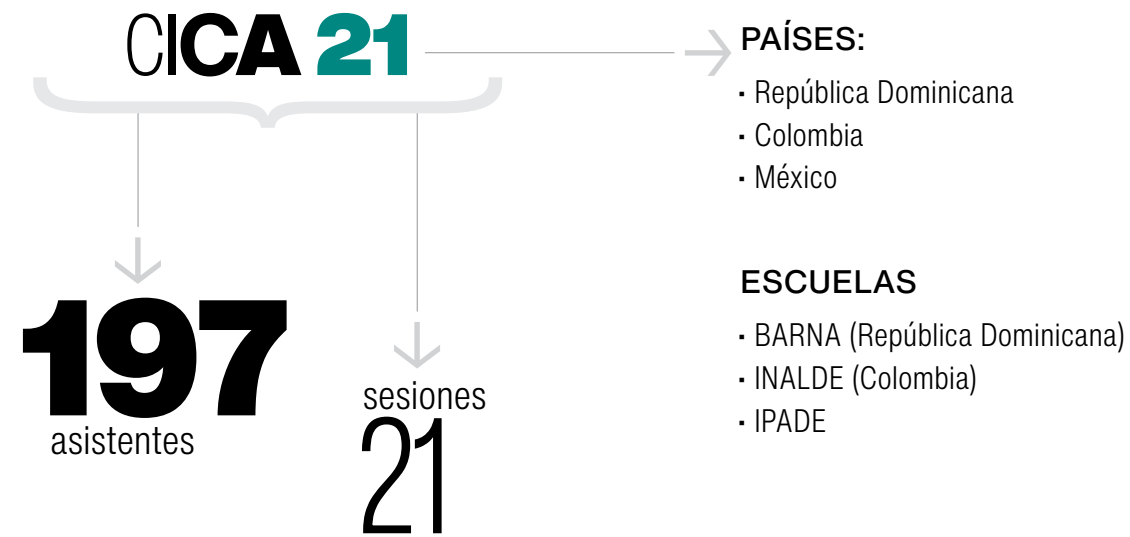 CICA 21
197
asistentes
sesiones
21
PAÍSES:
· República Dominicana
· Colombia
· México
ESCUELAS
· BARNA (República Dominicana)
· INALDE (Colombia)
· IPADE